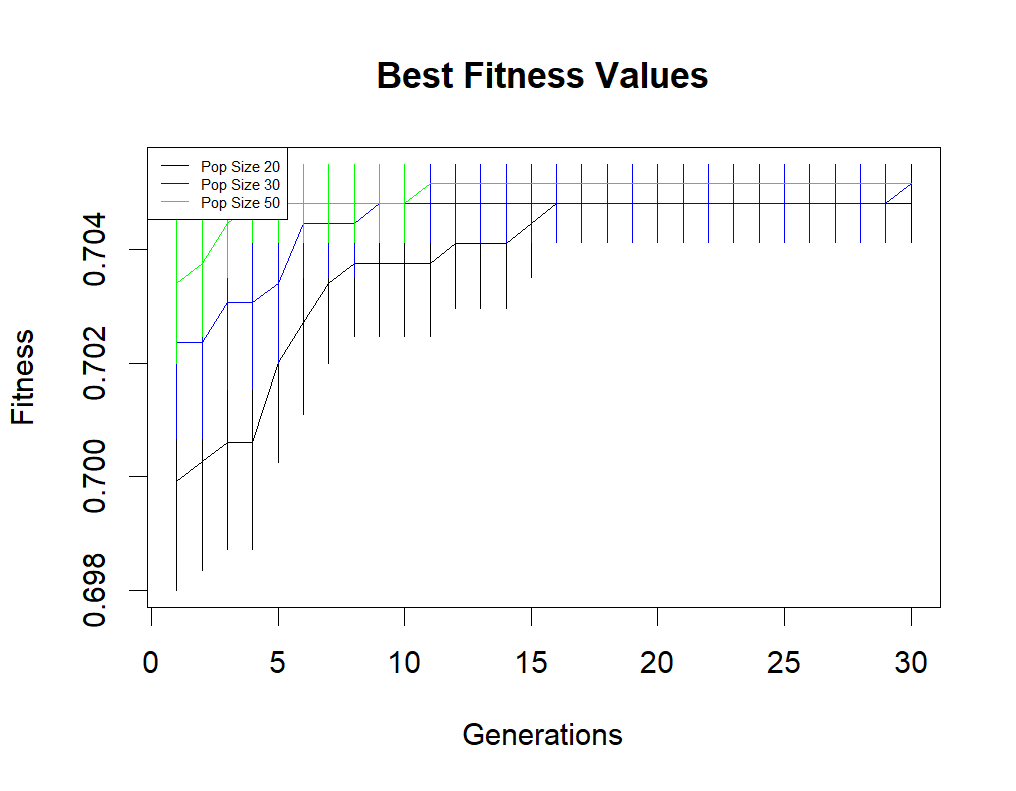 Best Fitness Values
Pop Size 20
Pop Size 30
Pop Size 50
0.704
0.702
0.700
0.698
Fitness
0 5 10 15 20 25 30
Generations